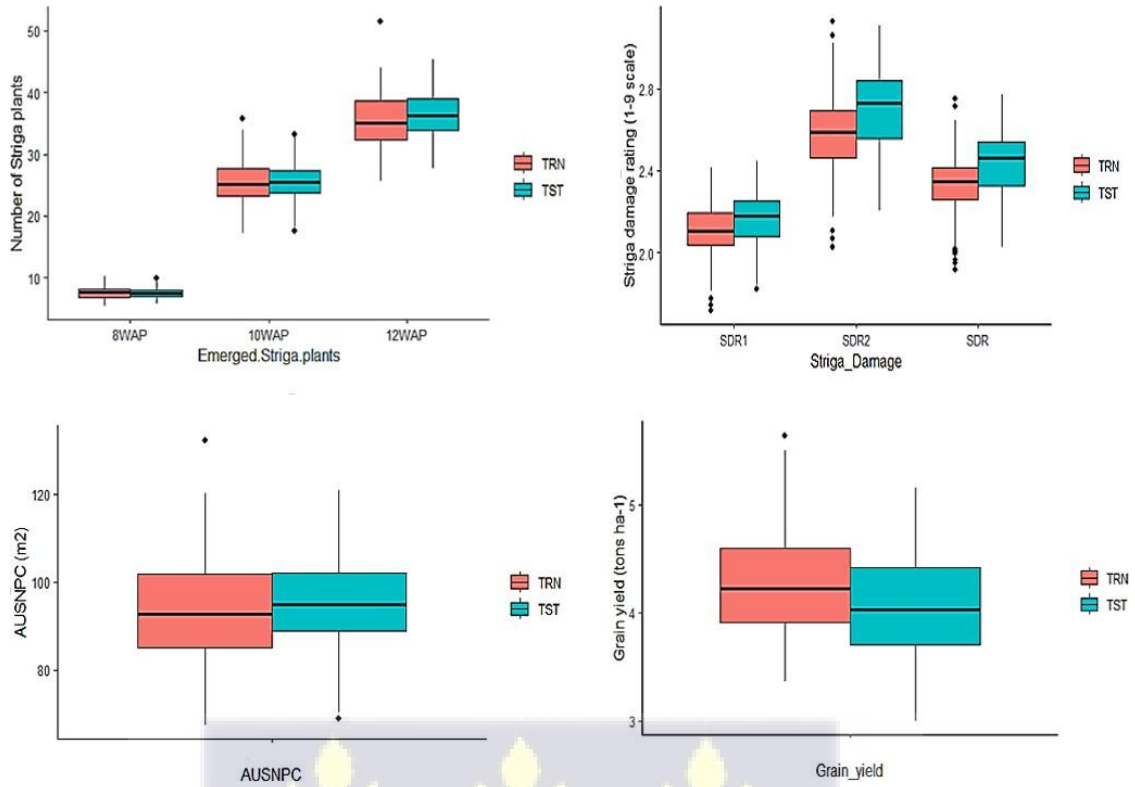 Number of Striga plants
50
40
30
20
10
8WAP 10WAP 12WAP
Emerged.Striga.plants
TRN
TST
Striga damage rating (1-9 scale)
2.8
2.4
2.0
SDR1 SDR2 SDR
Striga_Damage
TRN
TST
AUSNPC (m2)
120
100
80
AUSNPC
TRN
TST
Grain yield (tons ha-1)
5
4
3
Grain_yield
TRN
TST